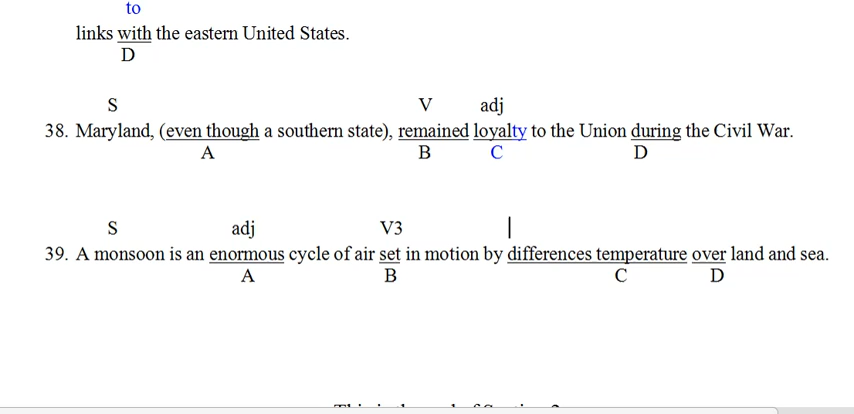 to
links with the eastern United States.
D
S V adj
38. Maryland, (even though a southern state), remained loyalty to the Union during the Civil War.
A B C D
S adj V3
39. A monsoon is an enormous cycle of air set in motion by differences temperature over land and sea.
A B C D